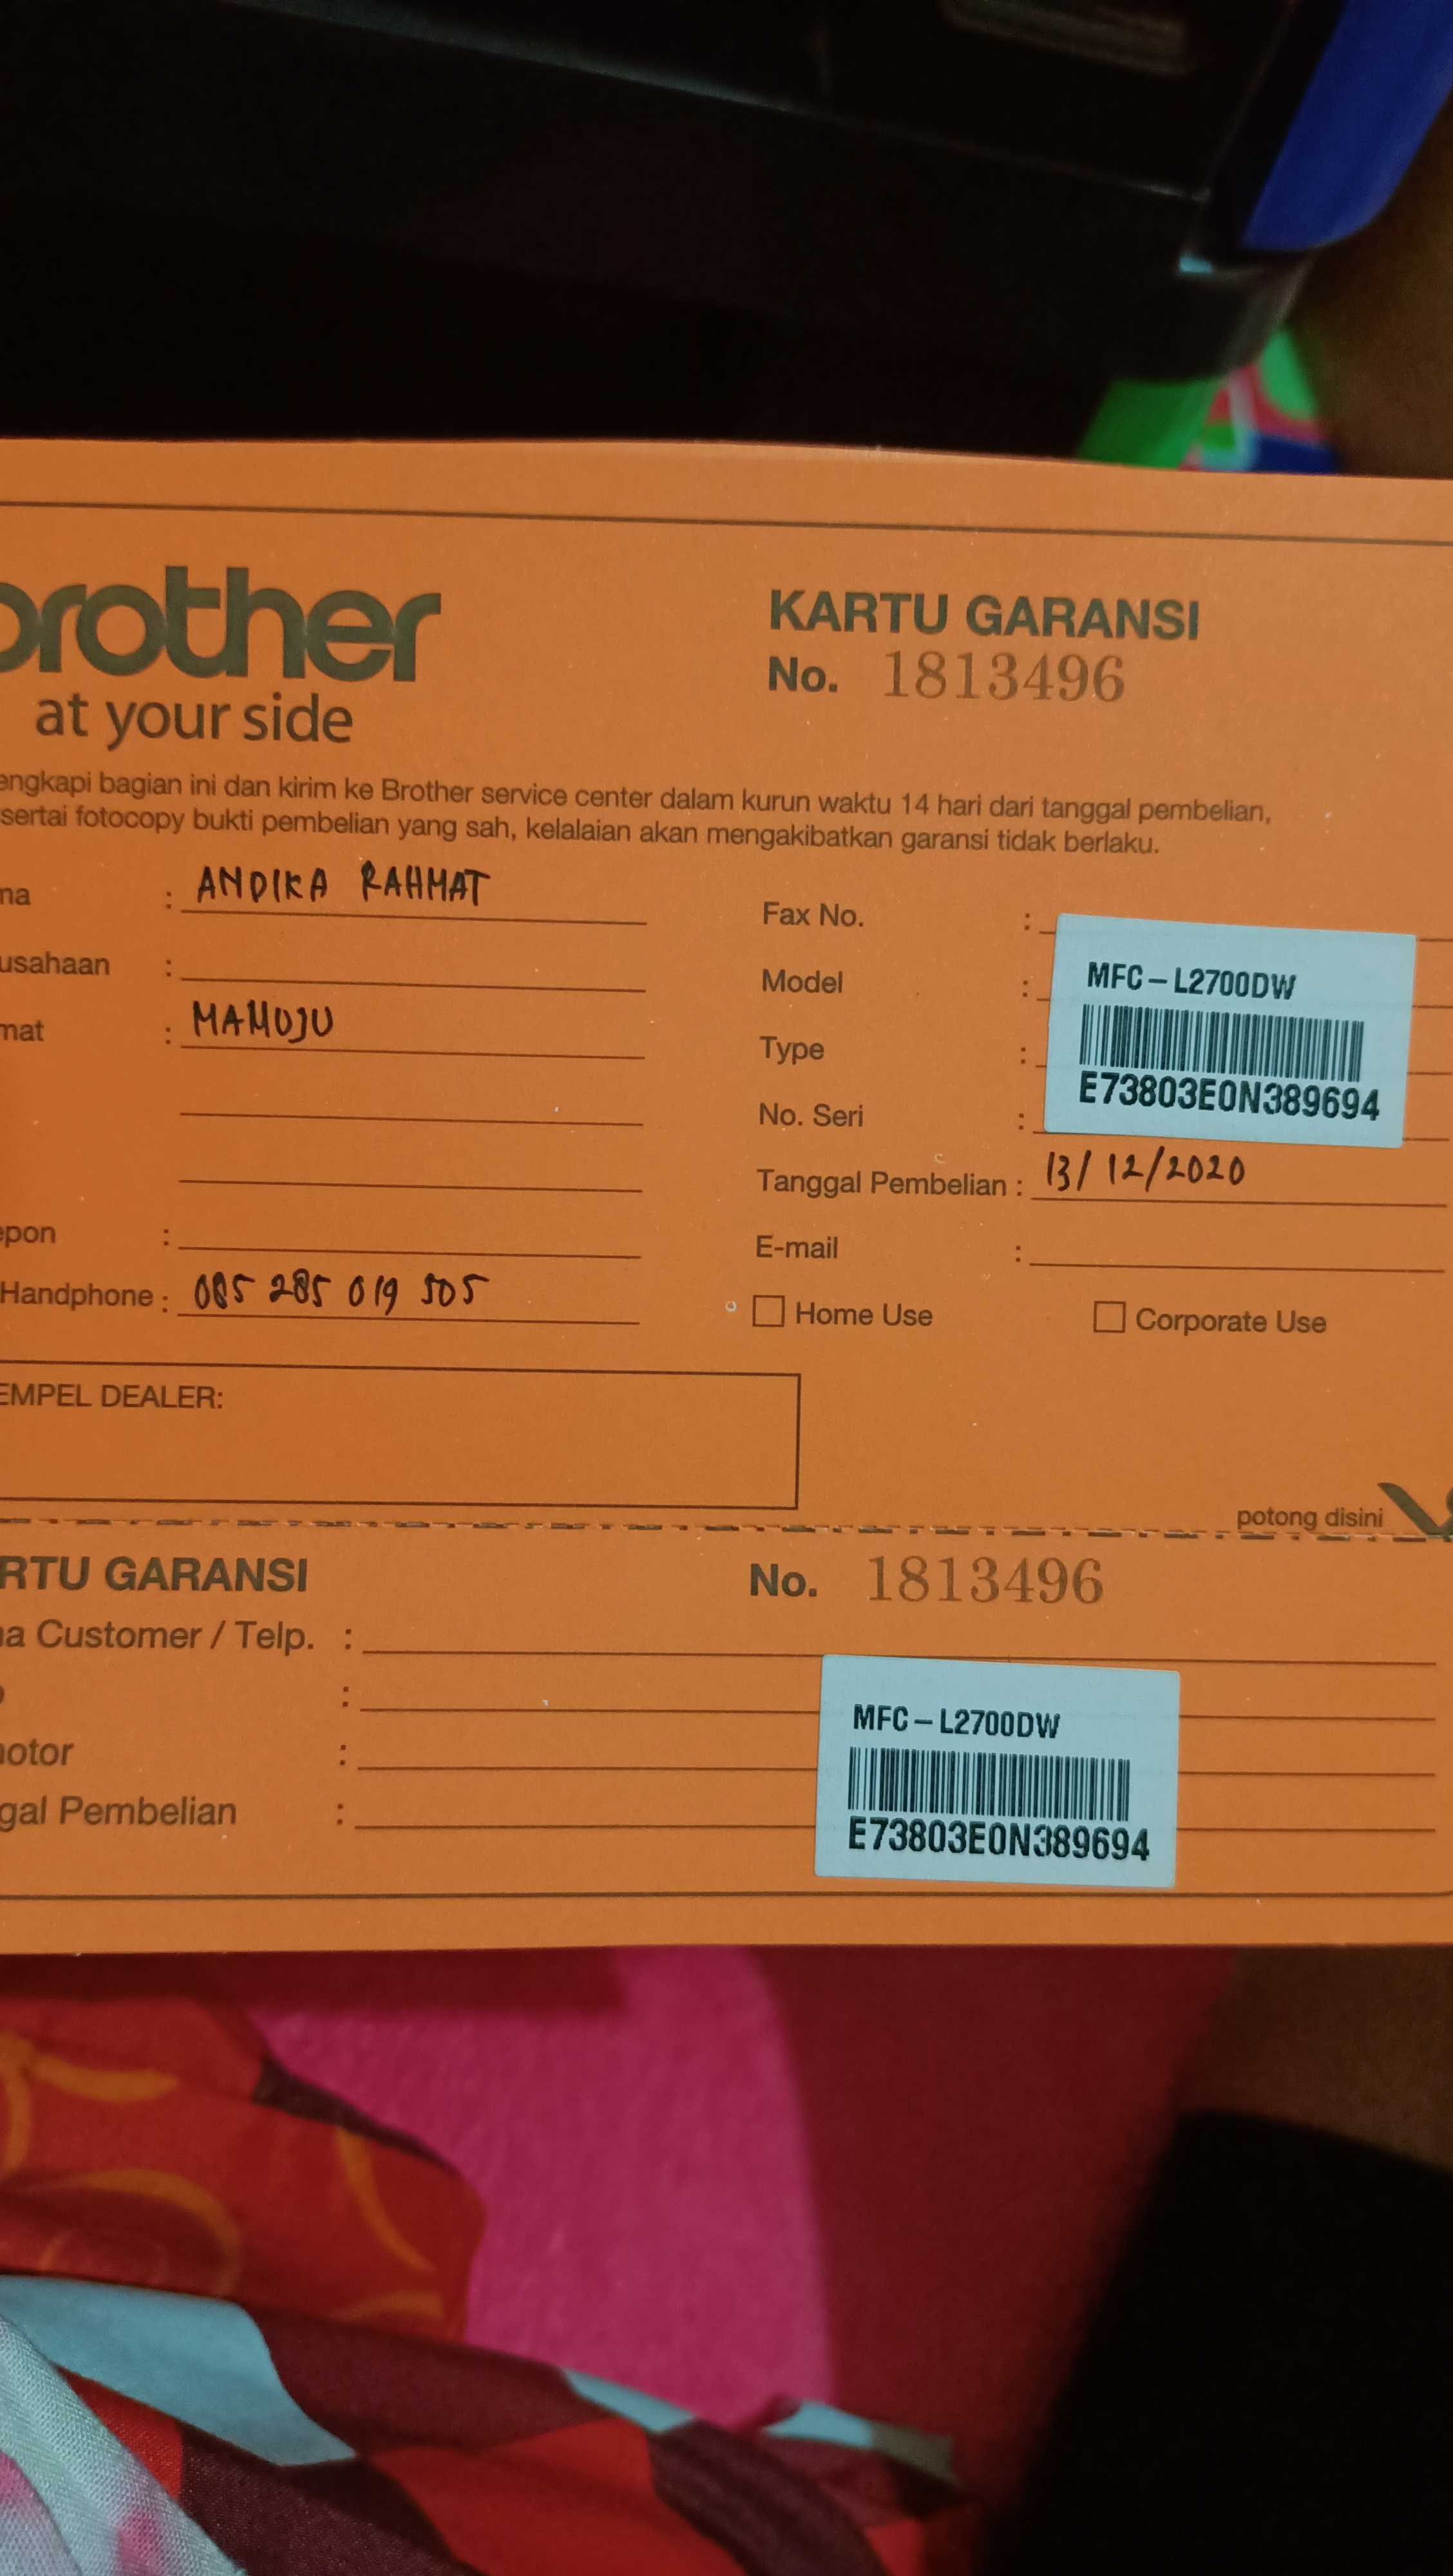 brother
at your side
KARTU GARANSI
No. 1813496
engkapi bagian ini dan kirim ke Brother service center dalam kurun waktu 14 hari dari tanggal pembelian,
sertai fotocopy bukti pembelian yang sah, kelalaian akan mengakibatkan garansi tidak berlaku.
ma : ANDIKA RAHMAT
usahaan :
mat : MAMUJU
epon :
Handphone : 085 285 019 505
Fax No. :
Model :
Type :
No. Seri :
MFC-L2700DW
E73803E0N389694
Tanggal Pembelian : 13/12/2020
E-mail :
Home Use
Corporate Use
EMPEL DEALER:
potong disini
RTU GARANSI
No. 1813496
na Customer / Telp. :
:
notor :
gal Pembelian :
MFC-L2700DW
E73803E0N389694